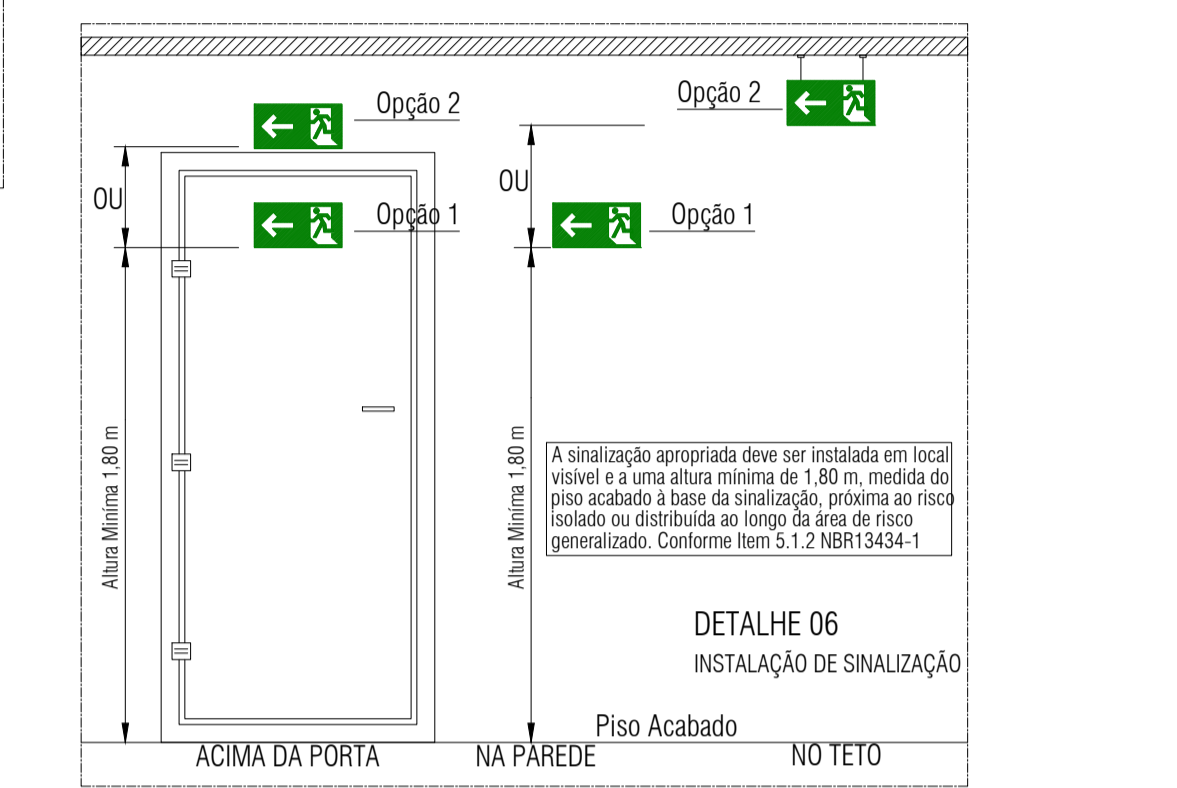 Opção 2
Opção 2
OU
OU
Opção 1
Opção 1
Altura Miníma 1,80 m
Altura Miníma 1,80 m
A sinalização apropriada deve ser instalada em local
visível e a uma altura mínima de 1,80 m, medida do
piso acabado à base da sinalização, próxima ao risco
isolado ou distribuída ao longo da área de risco
generalizado. Conforme Item 5.1.2 NBR13434-1
DETALHE 06
INSTALAÇÃO DE SINALIZAÇÃO
Piso Acabado
ACIMA DA PORTA
NA PAREDE
NO TETO